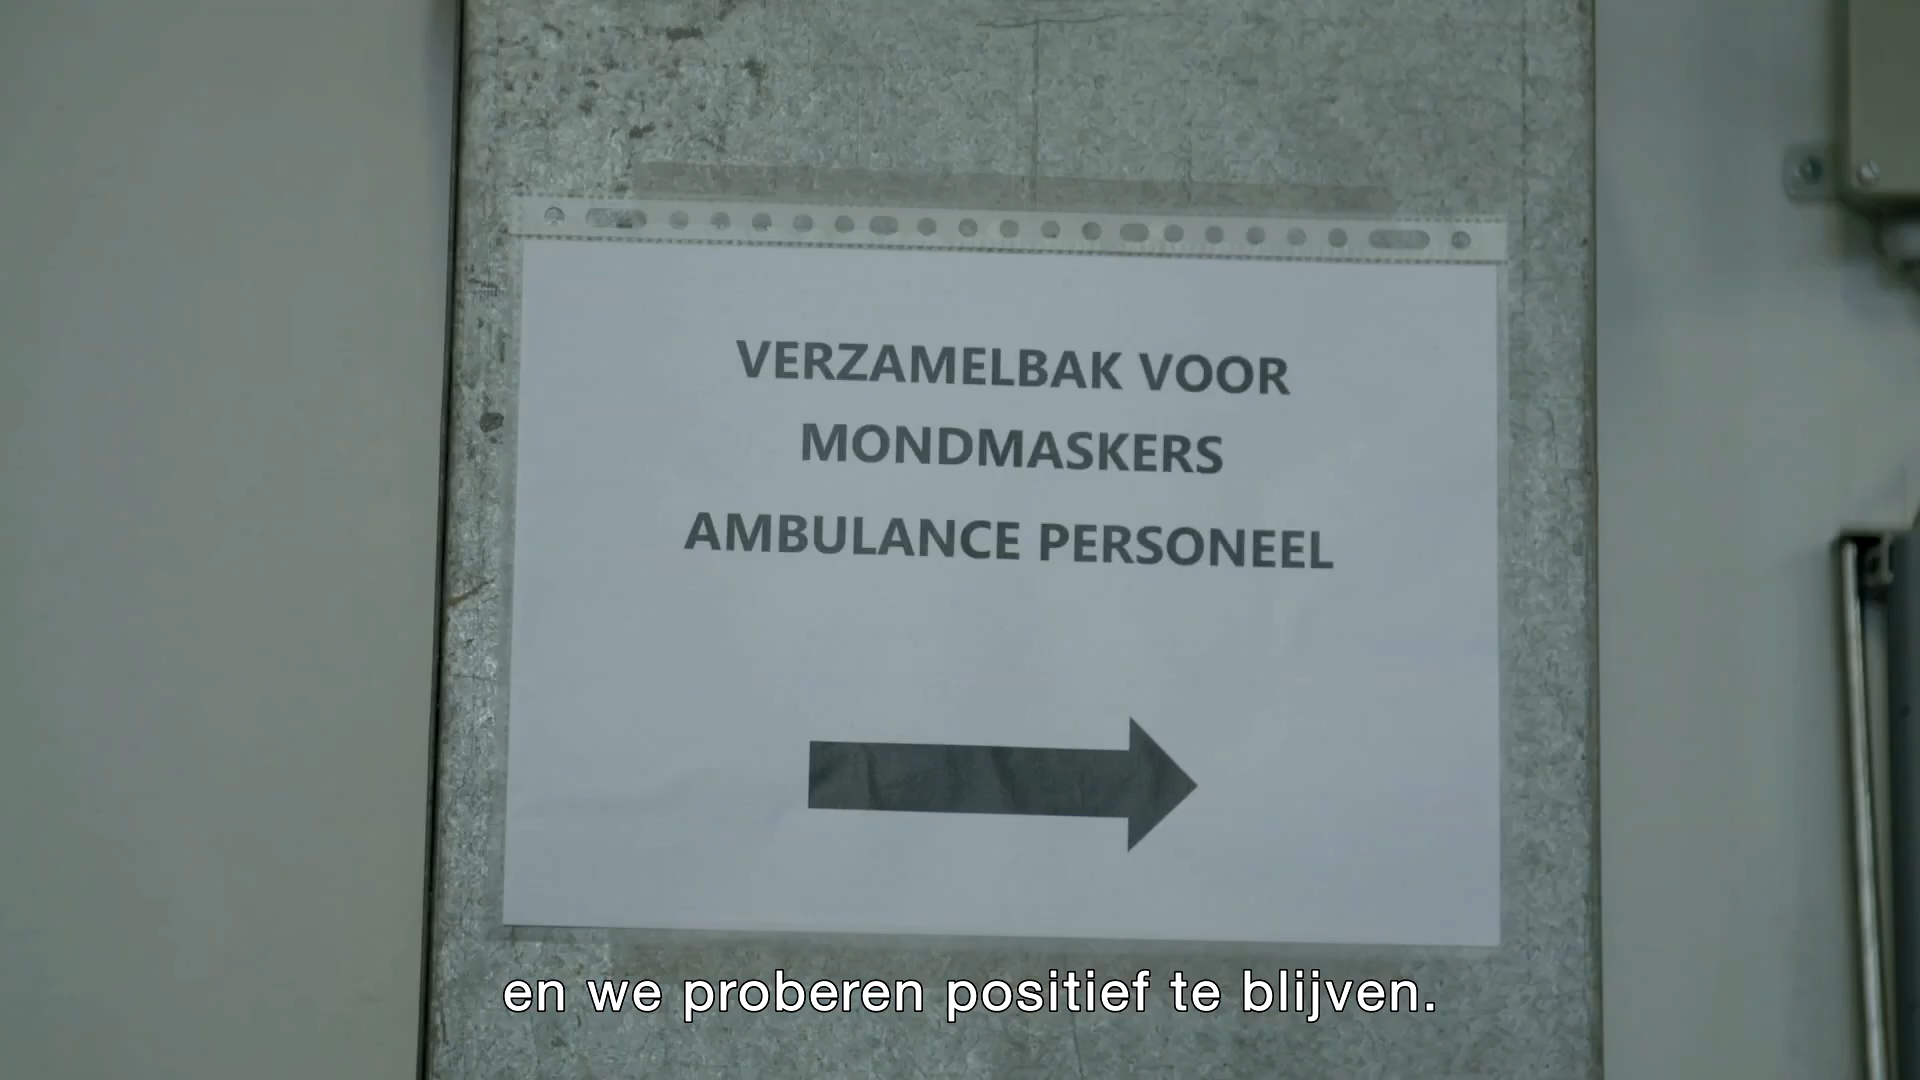 VERZAMELBAK VOOR
MONDMASKERS
AMBULANCE PERSONEEL
en we proberen positief te blijven.